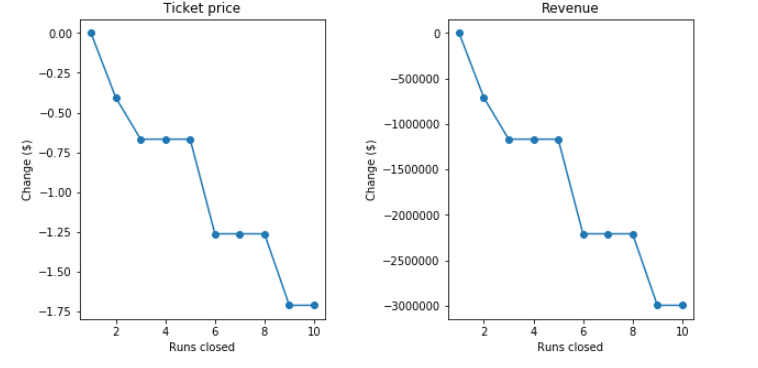 Ticket price
Change ($)
0.00
−0.25
−0.50
−0.75
−1.00
−1.25
−1.50
−1.75
2 4 6 8 10
Runs closed
Revenue
Change ($)
0
−500000
−1000000
−1500000
−2000000
−2500000
−3000000
2 4 6 8 10
Runs closed